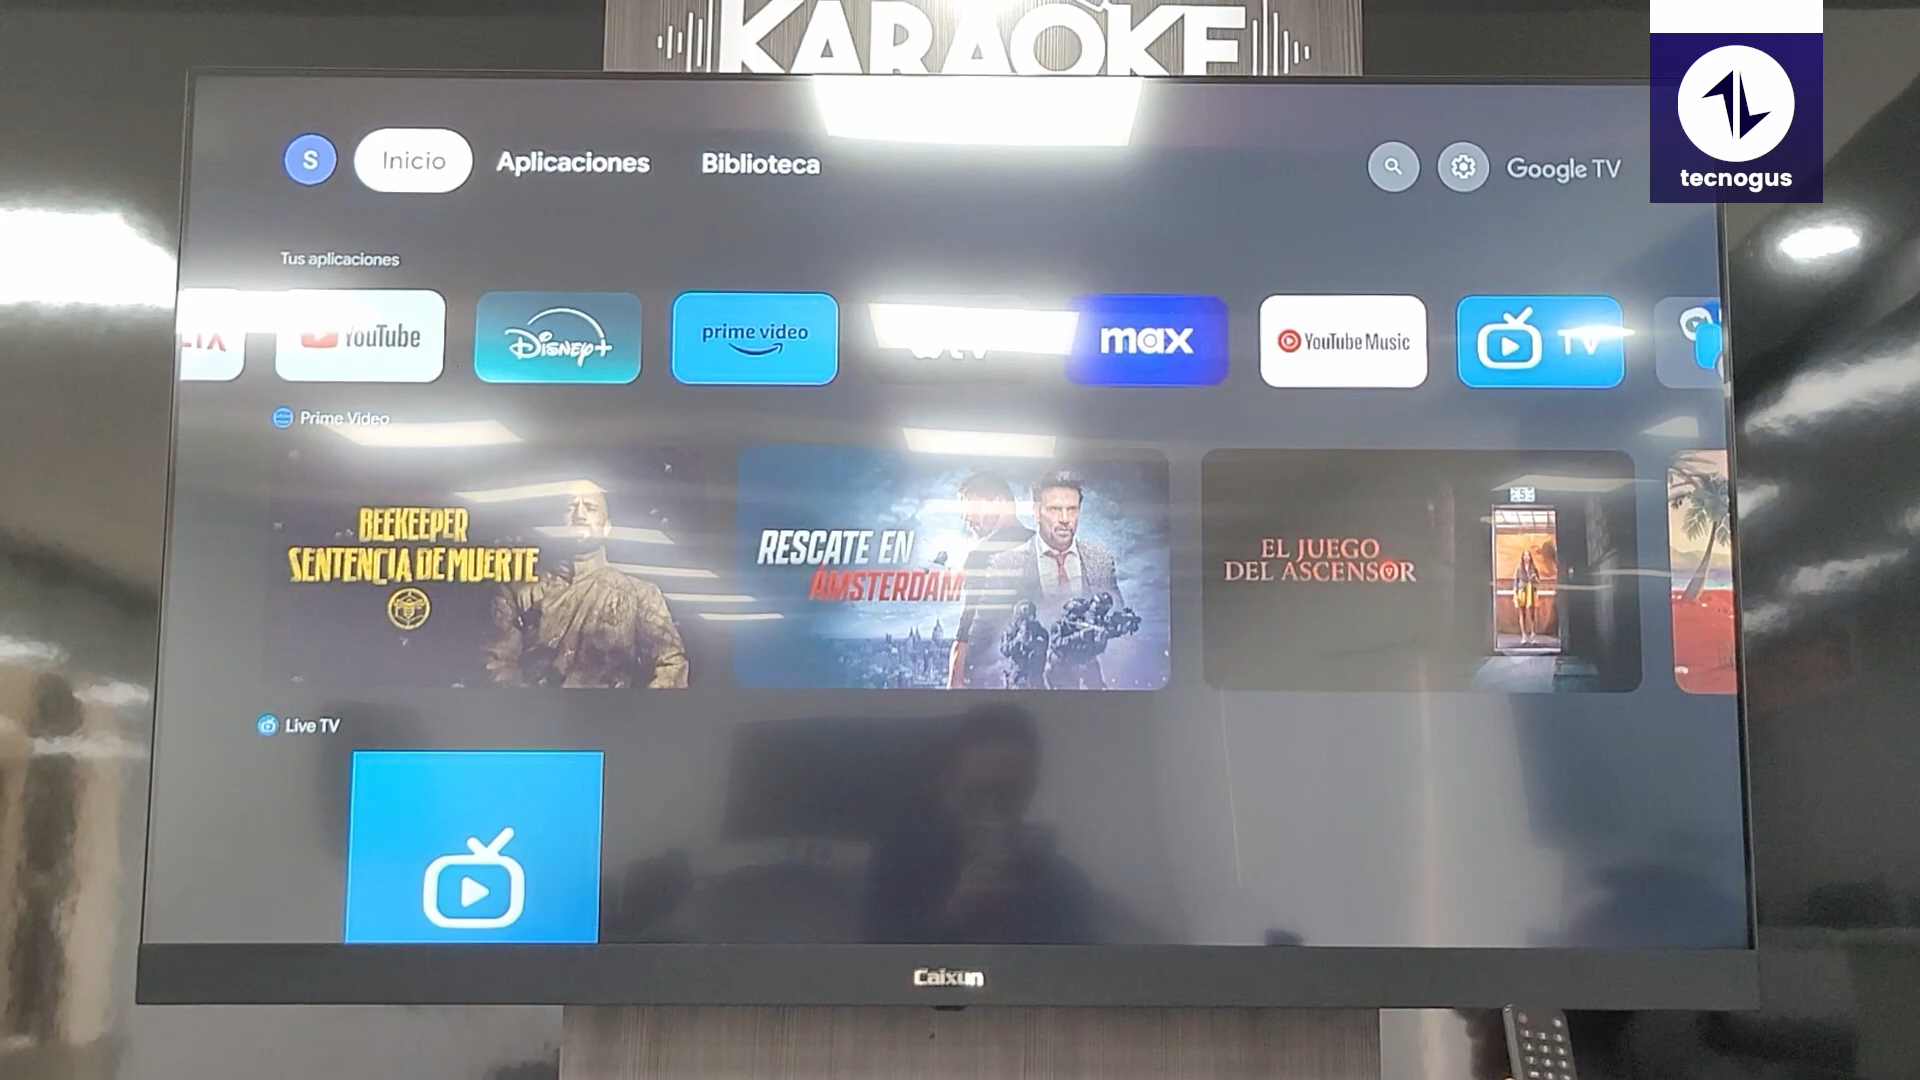 KARAOKE
tecnogus
S
Inicio
Aplicaciones
Biblioteca
Google TV
Tus aplicaciones
YouTube
Disney+
prime video
max
YouTube Music
TV
Prime Video
BEEKEEPER
SENTENCIA DE MUERTE
RESCATE EN
ÁMSTERDAM
EL JUEGO
DEL ASCENSOR
5
Live TV
Caixun